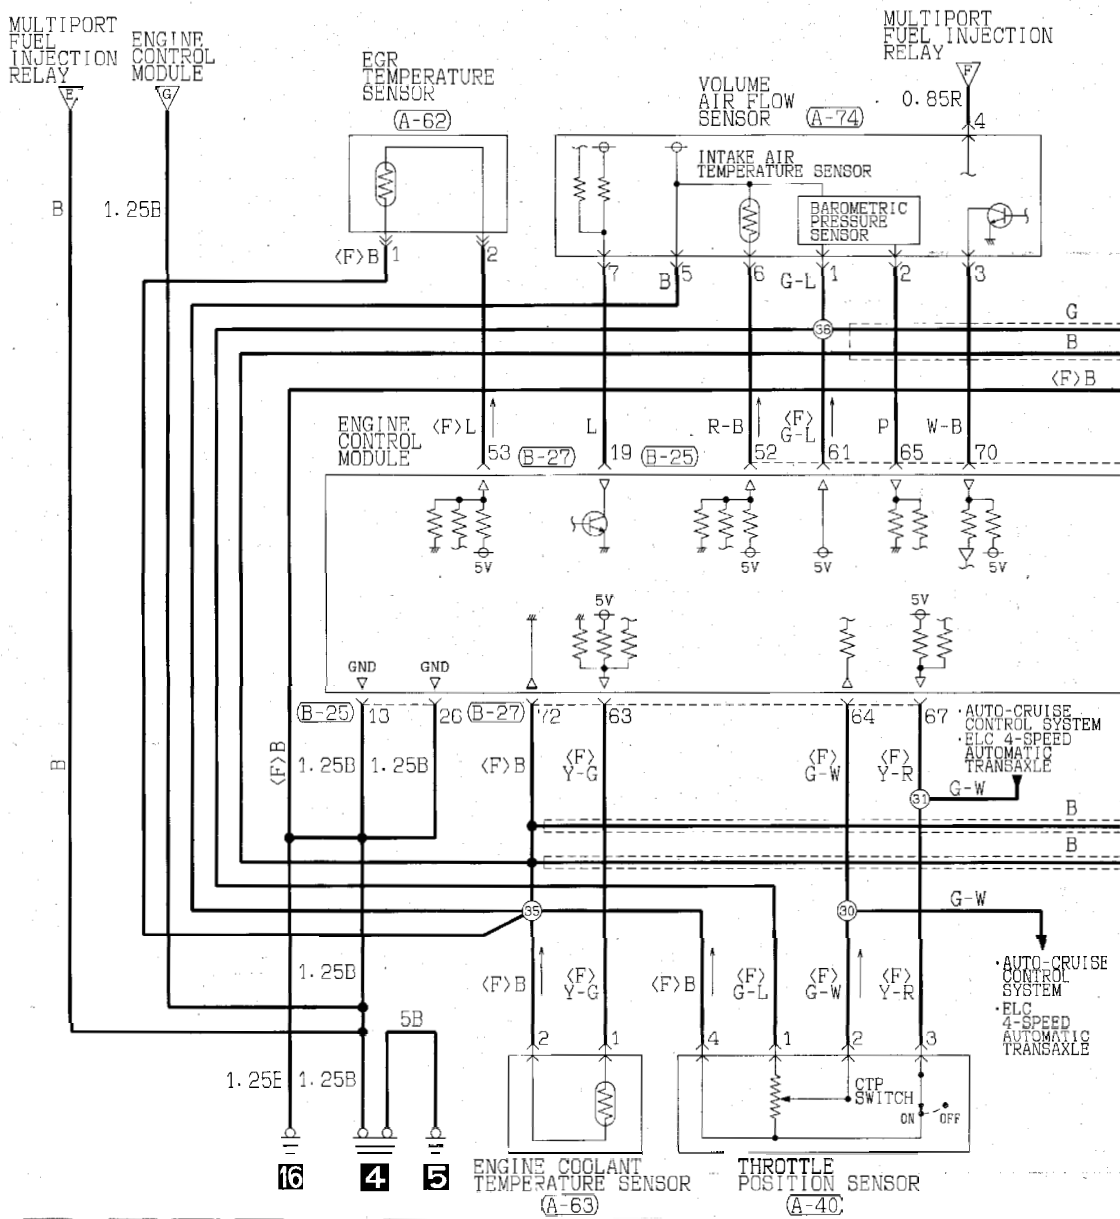 MULTIPORT
FUEL
INJECTION
RELAY
ENGINE
CONTROL
MODULE
EGR
TEMPERATURE
SENSOR
(A-62)
VOLUME
AIR FLOW
SENSOR
(A-74)
MULTIPORT
FUEL INJECTION
RELAY
E
G
F
0.85R
4
INTAKE AIR
TEMPERATURE SENSOR
BAROMETRIC
PRESSURE
SENSOR
B
1.25B
<F>B
1
2
7
B
5
6
G-L
1
2
3
38
G
B
<F>B
ENGINE
CONTROL
MODULE
<F>L
53
(B-27)
L
19
(B-25)
R-B
52
<F>
G-L
61
P
65
W-B
70
5V
5V
5V
5V
5V
5V
GND
GND
(B-25)
13
26
(B-27)
72
63
64
67
·AUTO-CRUISE
CONTROL SYSTEM
·ELC 4-SPEED
AUTOMATIC
TRANSAXLE
B
<F>B
1.25B
1.25B
<F>B
<F>
Y-G
<F>
G-W
<F>
Y-R
31
G-W
B
B
35
30
G-W
1.25B
<F>B
<F>
Y-G
<F>B
<F>
G-L
<F>
G-W
<F>
Y-R
·AUTO-CRUISE
CONTROL
SYSTEM
·ELC
4-SPEED
AUTOMATIC
TRANSAXLE
5B
2
1
4
1
2
3
1.25B
1.25B
CTP
SWITCH
ON
OFF
16
4
5
ENGINE COOLANT
TEMPERATURE SENSOR
(A-63)
THROTTLE
POSITION SENSOR
(A-40)